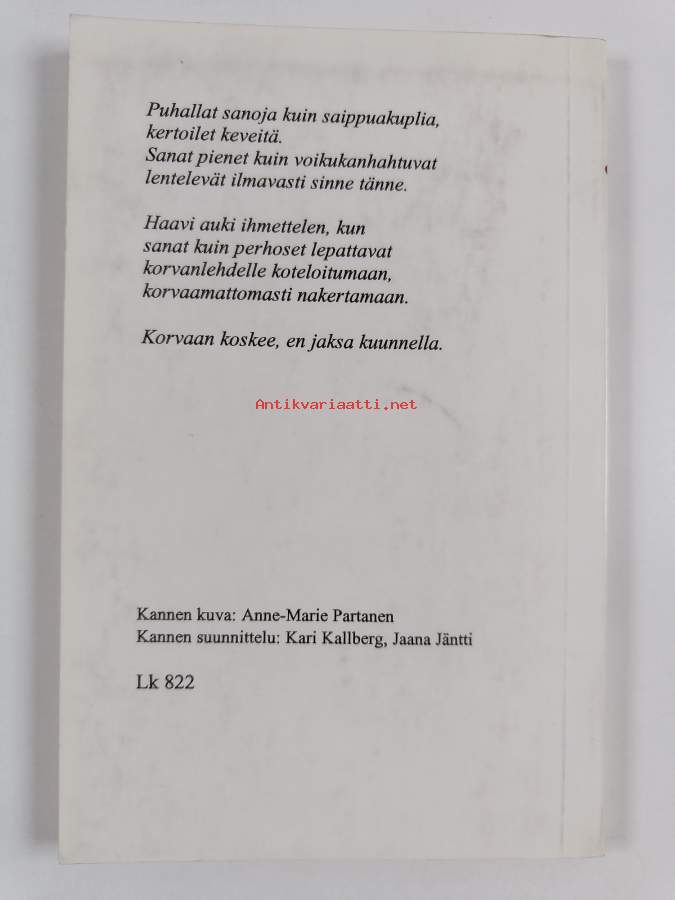 Puhallat sanoja kuin saippuakuplia,
kertoilet keveitä.
Sanat pienet kuin voikukanhahtuvat
lentelevät ilmavasti sinne tänne.
Haavi auki ihmettelen, kun
sanat kuin perhoset lepattavat
korvanlehdelle koteloitumaan,
korvaamattomasti nakertamaan.
Korvaan koskee, en jaksa kuunnella.
Antikvariaatti.net
Kannen kuva: Anne-Marie Partanen
Kannen suunnittelu: Kari Kallberg, Jaana Jäntti
Lk 822